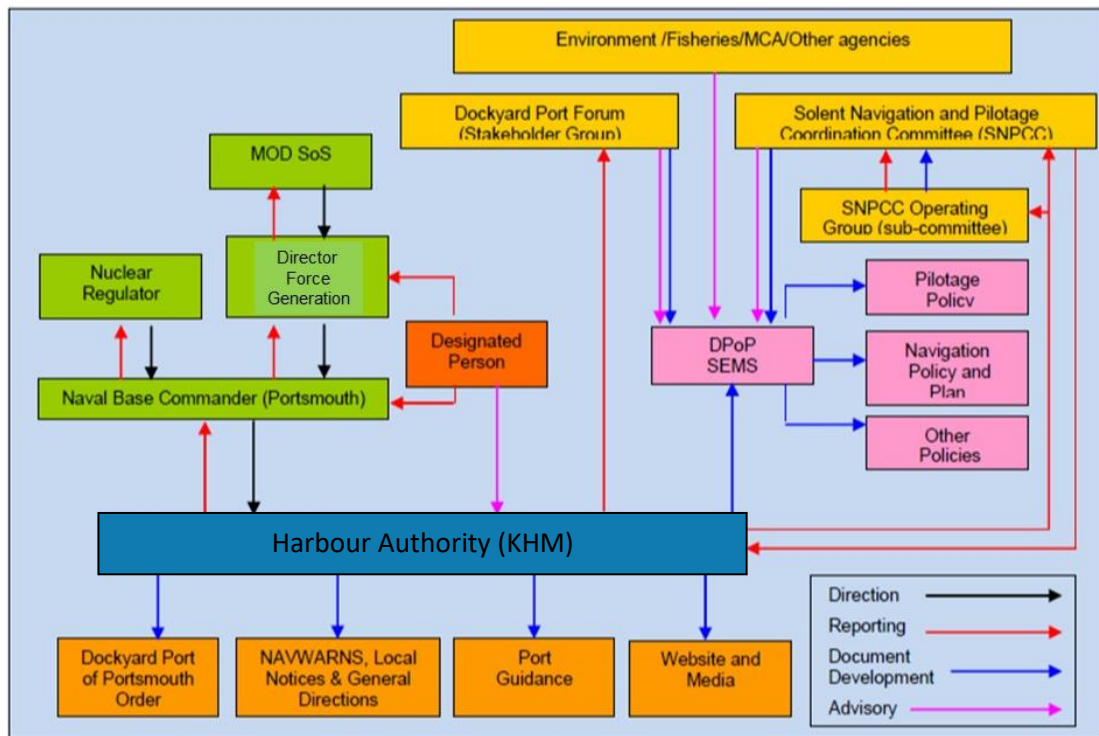 Environment /Fisheries/MCA/Other agencies
Dockyard Port Forum
(Stakeholder Group)
Solent Navigation and Pilotage
Coordination Committee (SNPCC)
MOD SoS
SNPCC Operating
Group (sub-committee)
Nuclear
Regulator
Director
Force
Generation
Pilotage
Policy
Designated
Person
DPoP
SEMS
Navigation
Policy and
Plan
Naval Base Commander (Portsmouth)
Other
Policies
Harbour Authority (KHM)
Direction
Reporting
Document
Development
Advisory
Dockyard Port
of Portsmouth
Order
NAVWARNS, Local
Notices & General
Directions
Port
Guidance
Website and
Media